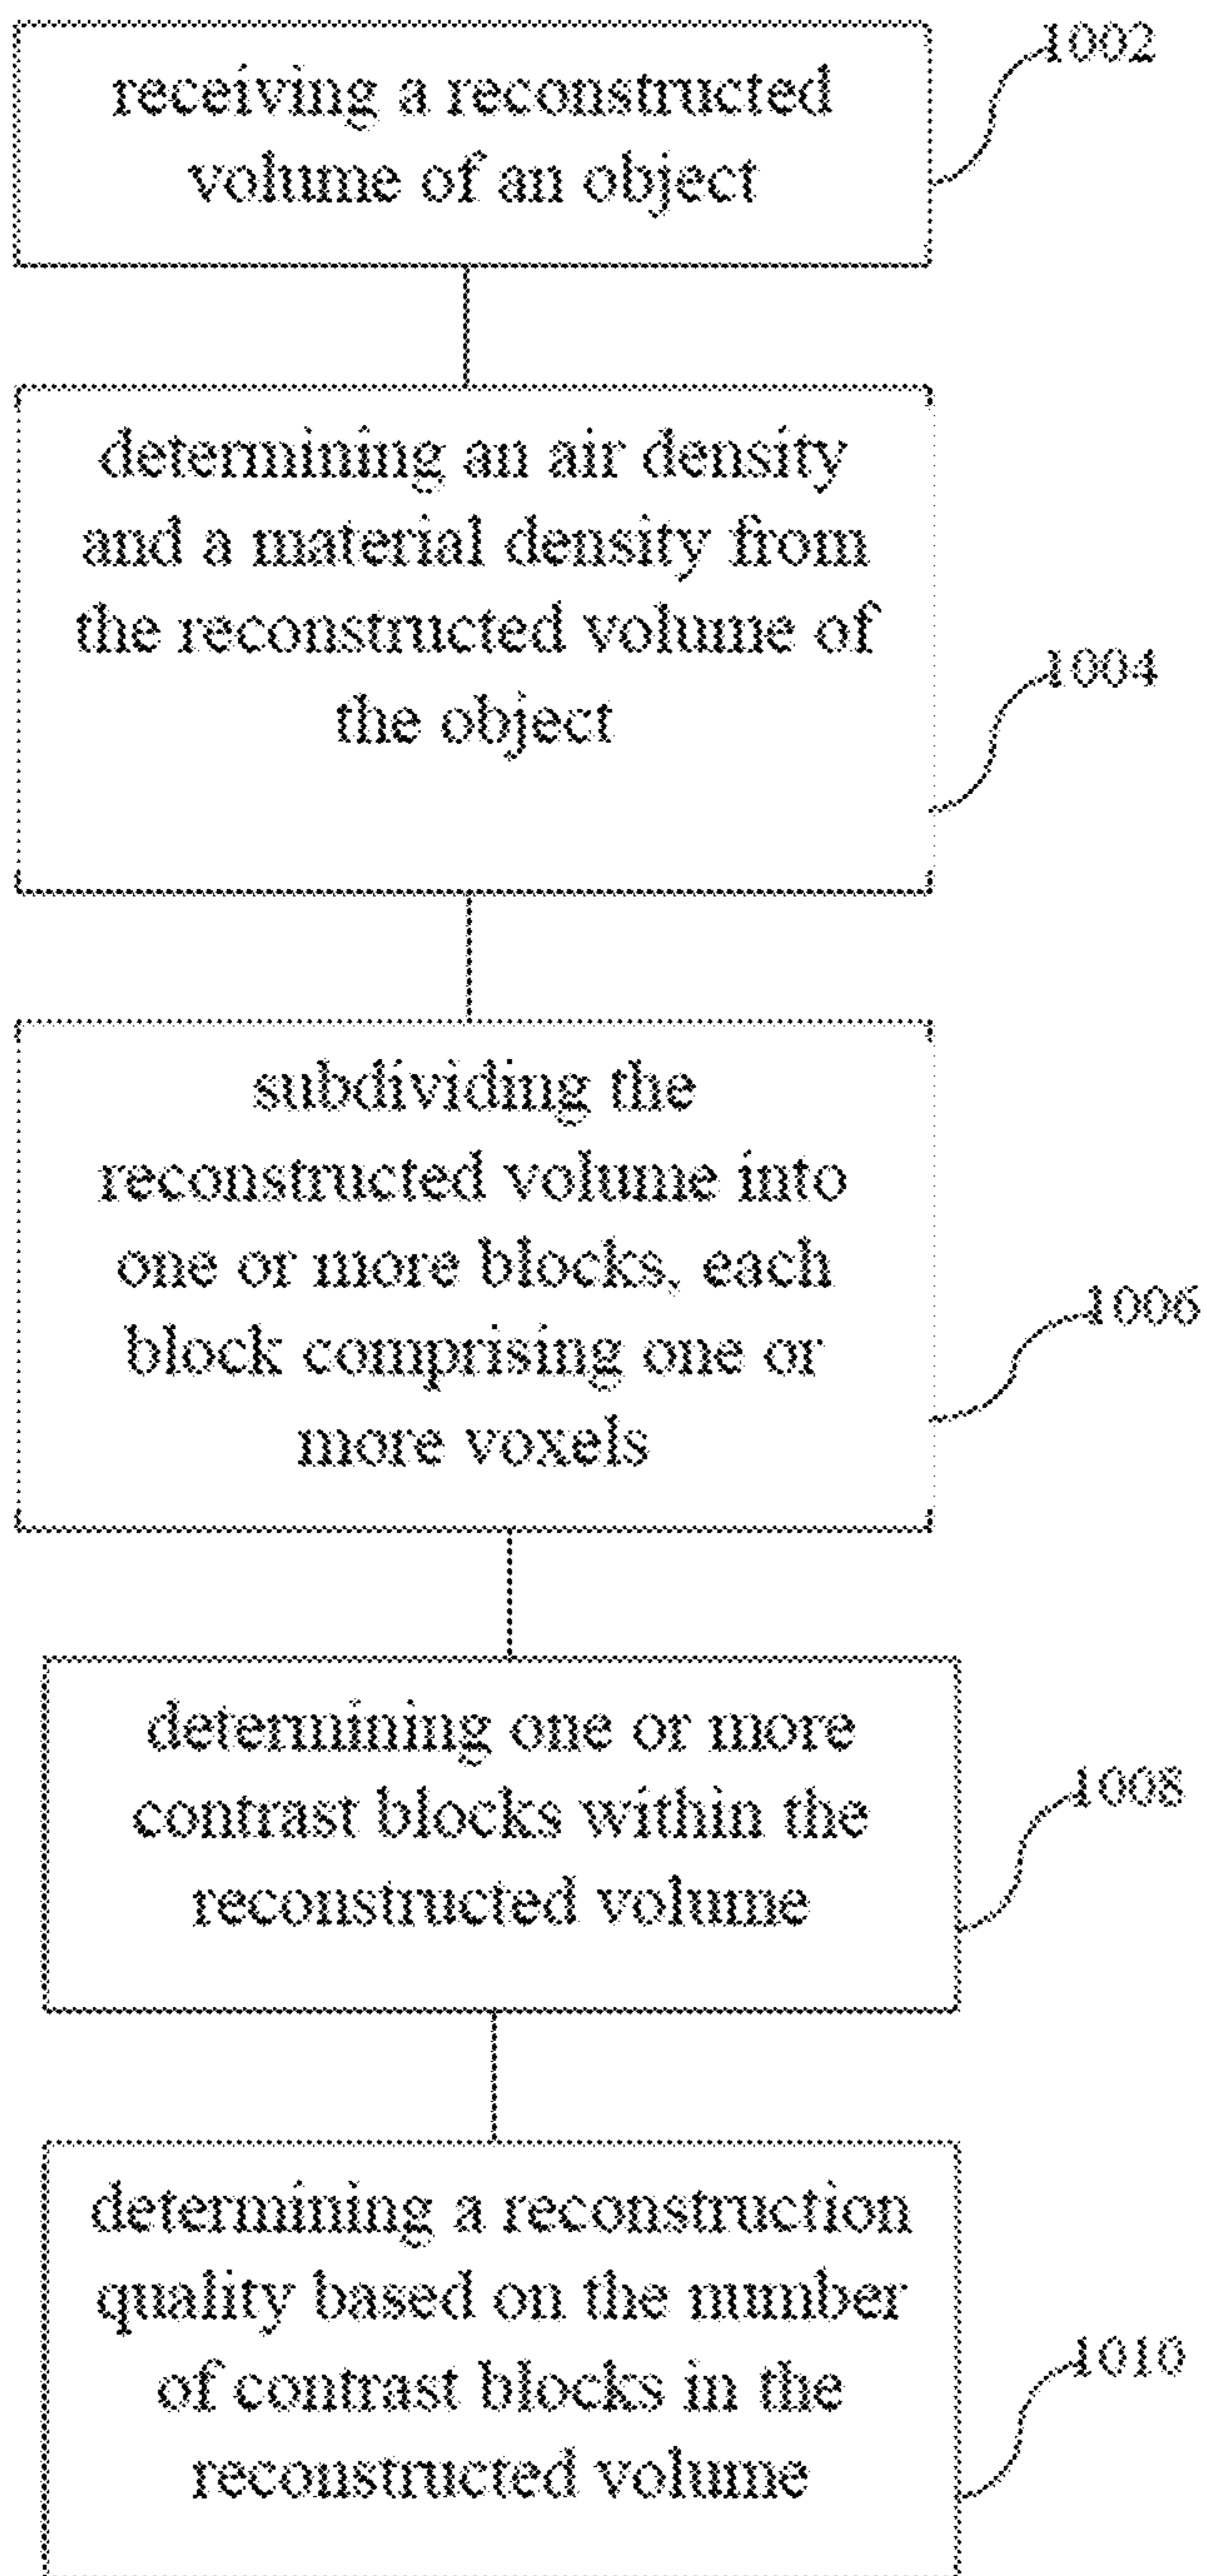 receiving a reconstructed
volume of an object
1002
determining an air density
and a material density from
the reconstructed volume of
the object
1004
subdividing the
reconstructed volume into
one or more blocks, each
block comprising one or
more voxels
1006
determining one or more
contrast blocks within the
reconstructed volume
1008
determining a reconstruction
quality based on the number
of contrast blocks in the
reconstructed volume
1010